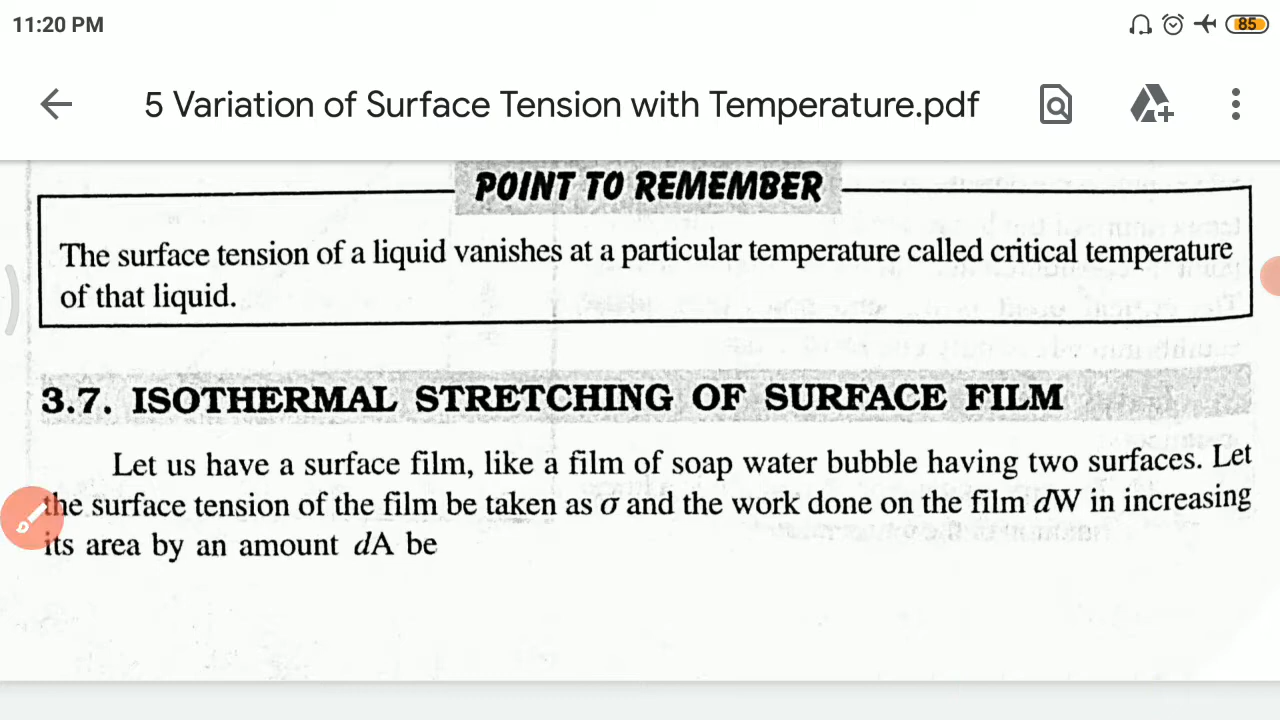 11:20 PM
85
5 Variation of Surface Tension with Temperature.pdf
POINT TO REMEMBER
The surface tension of a liquid vanishes at a particular temperature called critical temperature
of that liquid.
3.7. ISOTHERMAL STRETCHING OF SURFACE FILM
Let us have a surface film, like a film of soap water bubble having two surfaces. Let
the surface tension of the film be taken as σ and the work done on the film dW in increasing
its area by an amount dA be